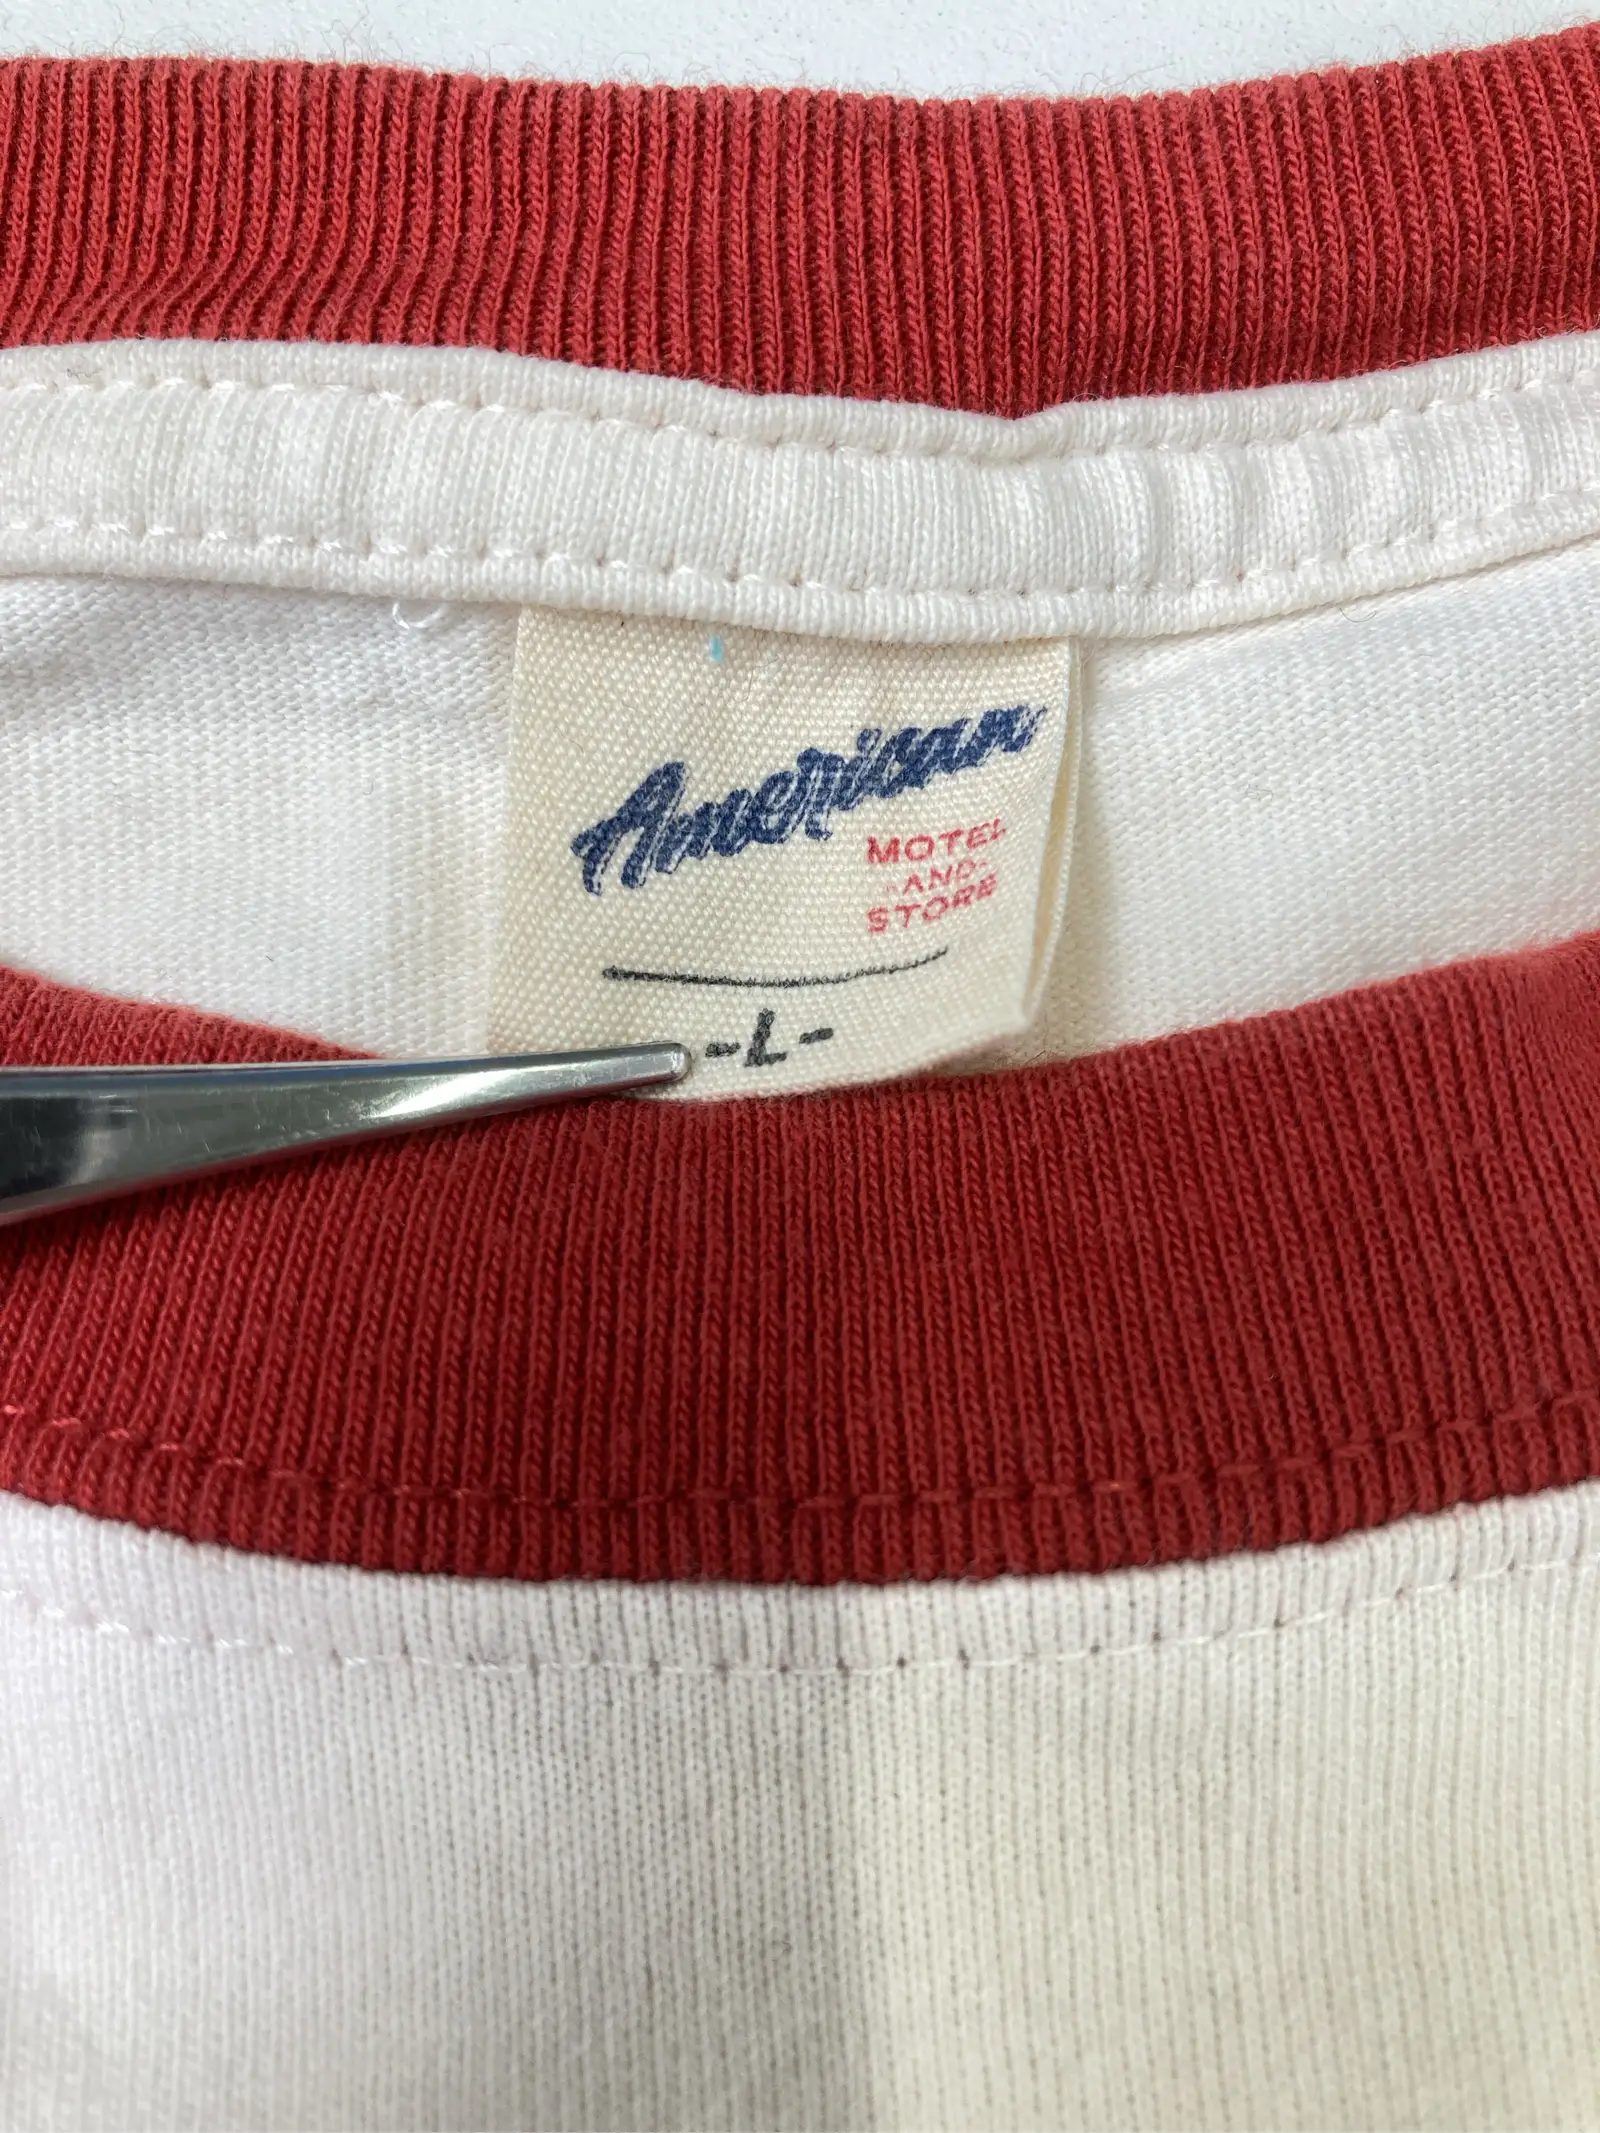 American
MOTEL
-AND-
STORE
-L-